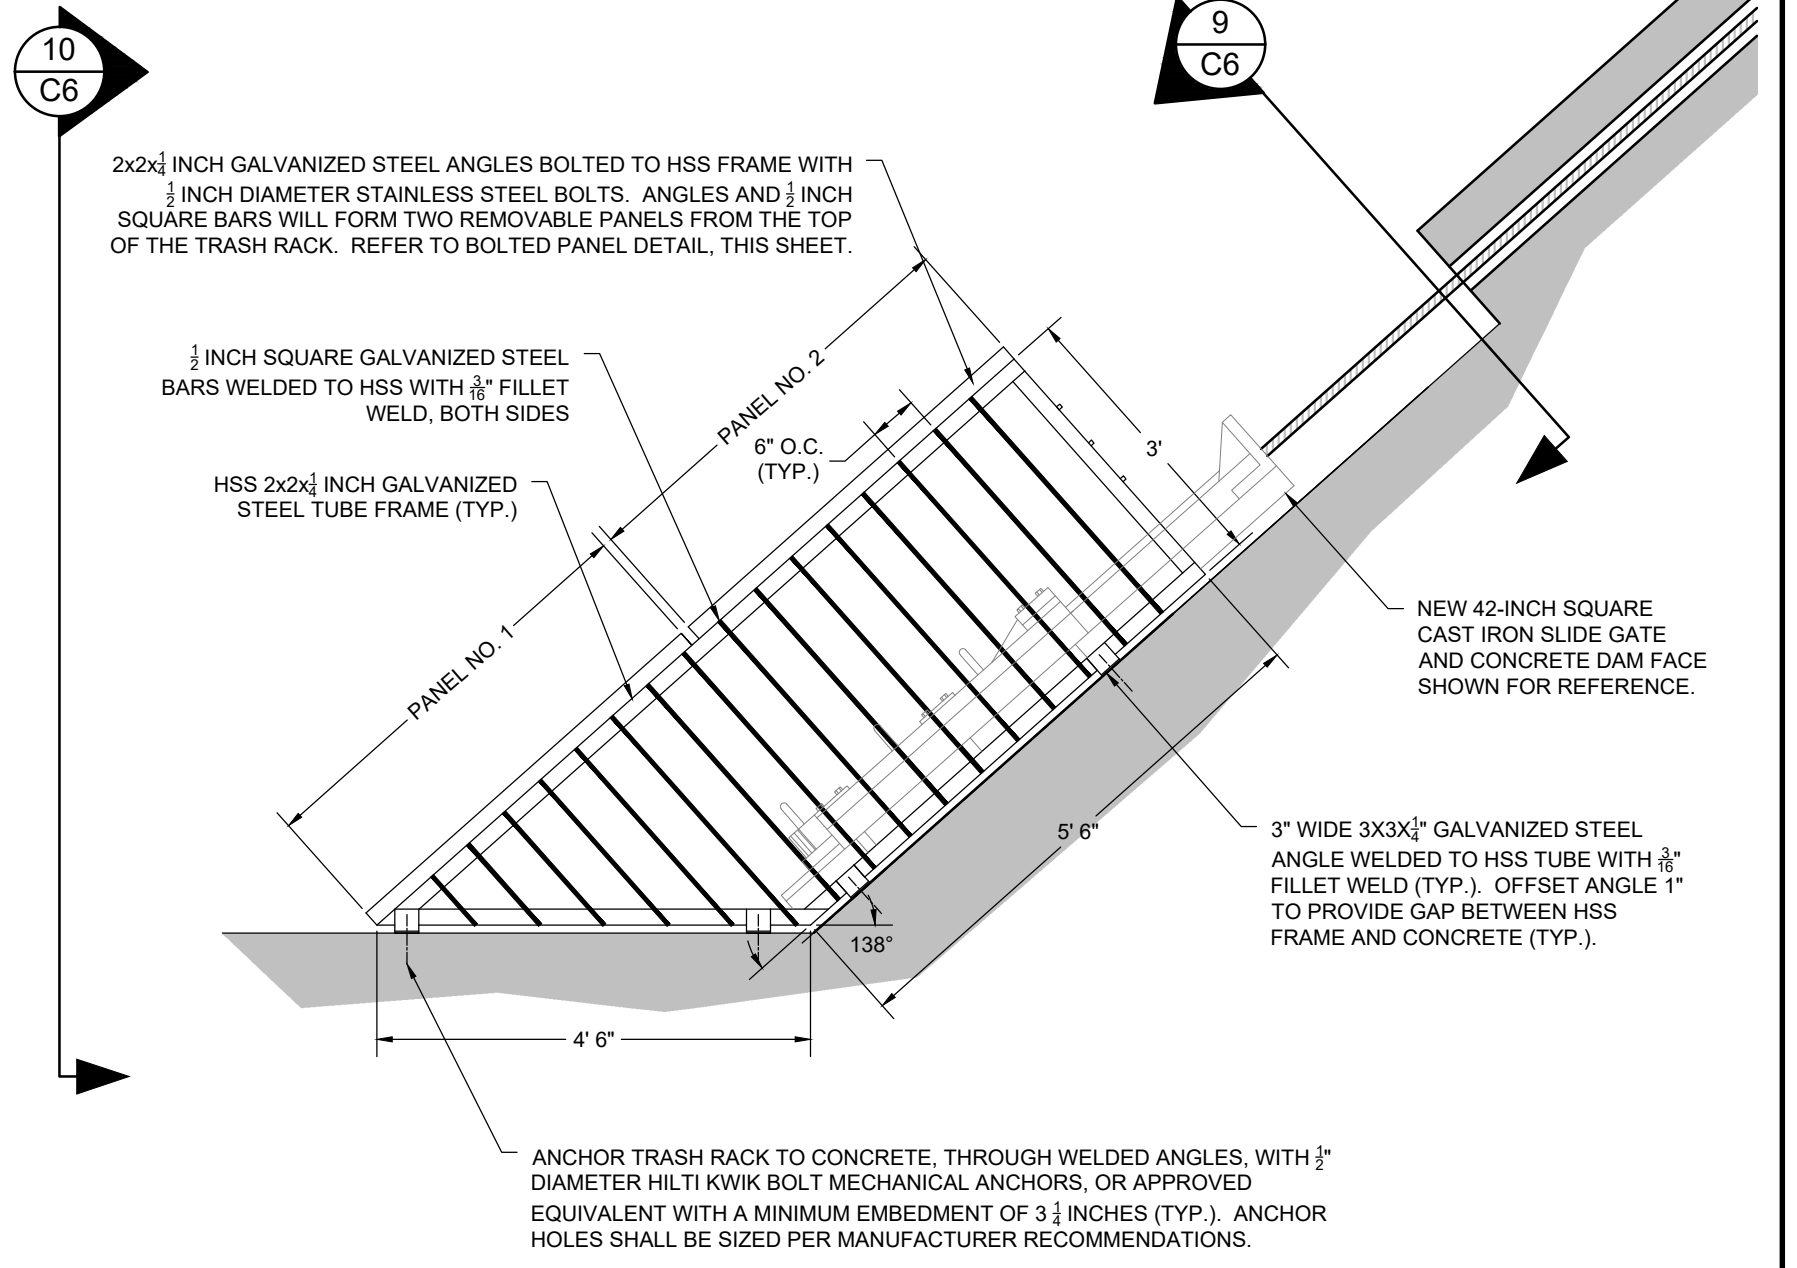 10
C6
9
C6
2x2x1/4 INCH GALVANIZED STEEL ANGLES BOLTED TO HSS FRAME WITH
1/2 INCH DIAMETER STAINLESS STEEL BOLTS.  ANGLES AND 1/2 INCH
SQUARE BARS WILL FORM TWO REMOVABLE PANELS FROM THE TOP
OF THE TRASH RACK.  REFER TO BOLTED PANEL DETAIL, THIS SHEET.
1/2 INCH SQUARE GALVANIZED STEEL
BARS WELDED TO HSS WITH 3/16" FILLET
WELD, BOTH SIDES
HSS 2x2x1/4 INCH GALVANIZED
STEEL TUBE FRAME (TYP.)
PANEL NO. 2
6" O.C.
(TYP.)
3'
PANEL NO. 1
NEW 42-INCH SQUARE
CAST IRON SLIDE GATE
AND CONCRETE DAM FACE
SHOWN FOR REFERENCE.
5' 6"
3" WIDE 3X3X1/4" GALVANIZED STEEL
ANGLE WELDED TO HSS TUBE WITH 3/16"
FILLET WELD (TYP.).  OFFSET ANGLE 1"
TO PROVIDE GAP BETWEEN HSS
FRAME AND CONCRETE (TYP.).
138°
4' 6"
ANCHOR TRASH RACK TO CONCRETE, THROUGH WELDED ANGLES, WITH 1/2"
DIAMETER HILTI KWIK BOLT MECHANICAL ANCHORS, OR APPROVED
EQUIVALENT WITH A MINIMUM EMBEDMENT OF 3 1/4 INCHES (TYP.).  ANCHOR
HOLES SHALL BE SIZED PER MANUFACTURER RECOMMENDATIONS.